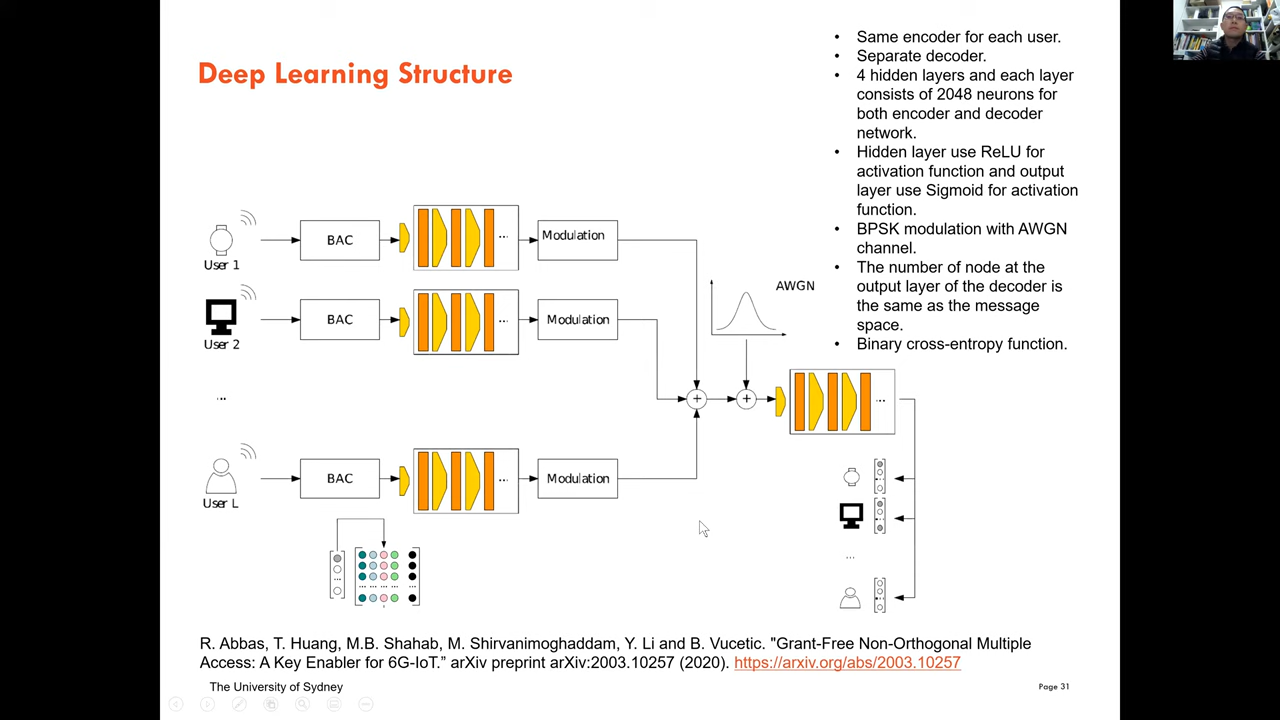 Deep Learning Structure
• Same encoder for each user.
• Separate decoder.
• 4 hidden layers and each layer
consists of 2048 neurons for
both encoder and decoder
network.
• Hidden layer use ReLU for
activation function and output
layer use Sigmoid for activation
function.
• BPSK modulation with AWGN
channel.
• The number of node at the
output layer of the decoder is
the same as the message
space.
• Binary cross-entropy function.
User 1
BAC
...
Modulation
AWGN
User 2
BAC
...
Modulation
...
+
+
...
User L
BAC
...
Modulation
...
R. Abbas, T. Huang, M.B. Shahab, M. Shirvanimoghaddam, Y. Li and B. Vucetic. "Grant-Free Non-Orthogonal Multiple
Access: A Key Enabler for 6G-IoT.” arXiv preprint arXiv:2003.10257 (2020). https://arxiv.org/abs/2003.10257
The University of Sydney
Page 31